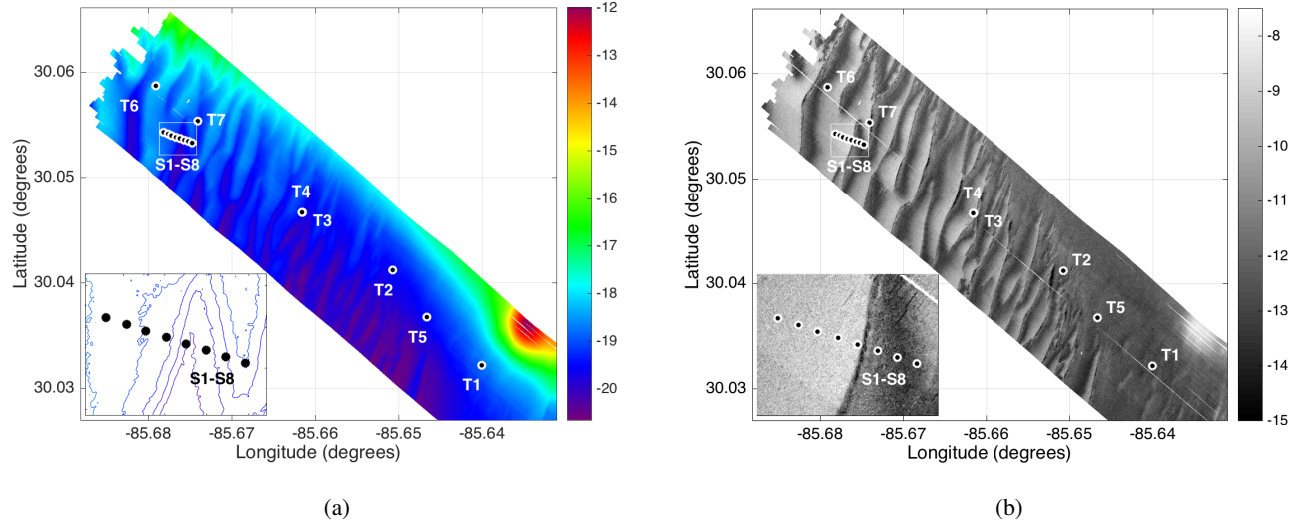 30.06
30.05
30.04
30.03
Latitude (degrees)
T6
T7
S1-S8
T4
T3
T2
T5
T1
S1-S8
-85.68
-85.67
-85.66
-85.65
-85.64
Longitude (degrees)
-12
-13
-14
-15
-16
-17
-18
-19
-20
(a)
30.06
30.05
30.04
30.03
Latitude (degrees)
T6
T7
S1-S8
T4
T3
T2
T5
T1
S1-S8
-85.68
-85.67
-85.66
-85.65
-85.64
Longitude (degrees)
-8
-9
-10
-11
-12
-13
-14
-15
(b)